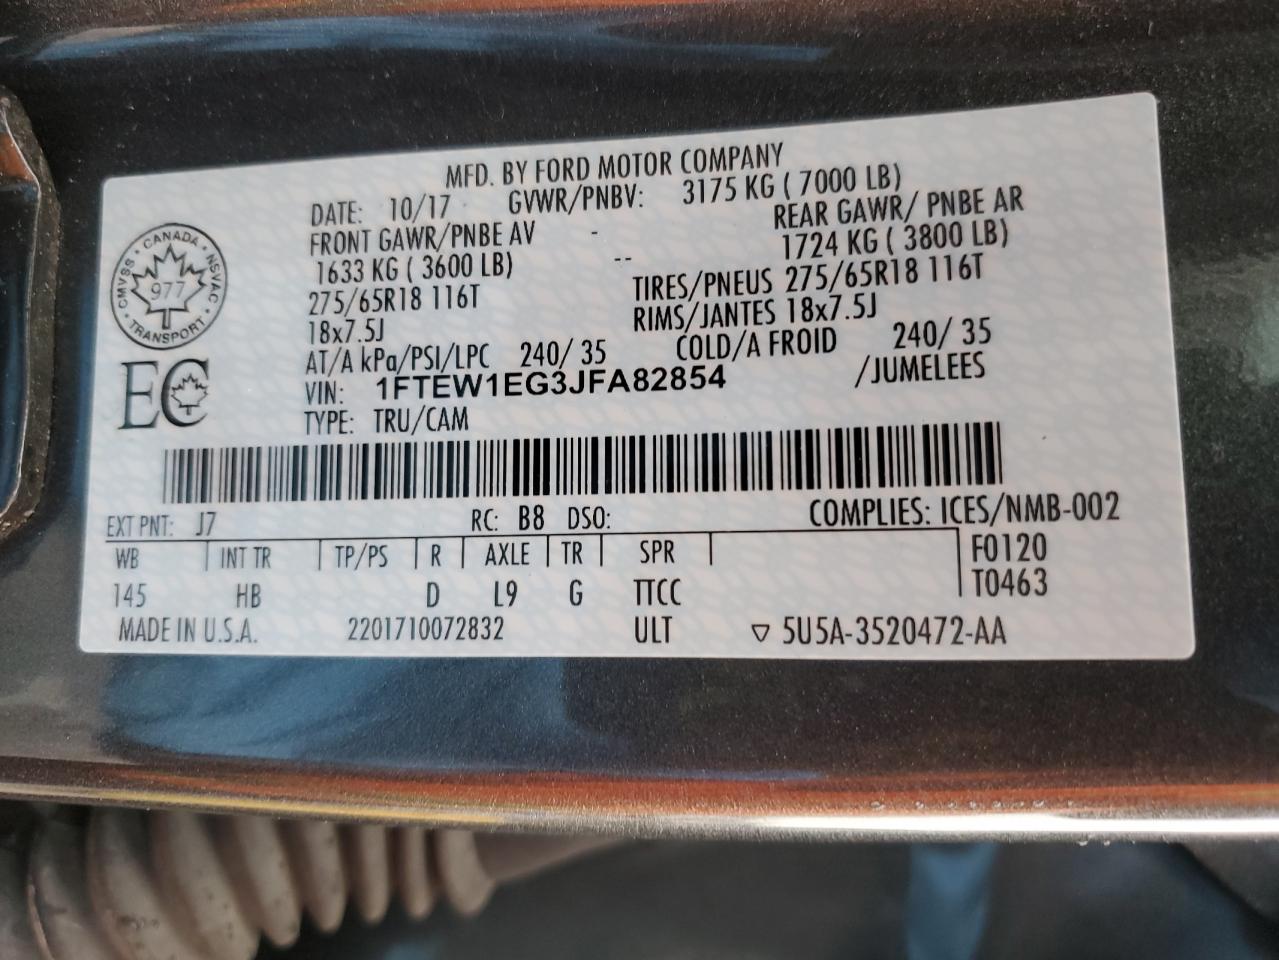 MFD. BY FORD MOTOR COMPANY
DATE: 10/17 GVWR/PNBV: 3175 KG ( 7000 LB)
FRONT GAWR/PNBE AV - REAR GAWR/ PNBE AR
1633 KG ( 3600 LB) -- 1724 KG ( 3800 LB)
275/65R18 116T TIRES/PNEUS 275/65R18 116T
18x7.5J RIMS/JANTES 18x7.5J
AT/A kPa/PSI/LPC 240/ 35 COLD/A FROID 240/ 35
VIN: 1FTEW1EG3JFA82854 /JUMELEES
TYPE: TRU/CAM
CANADA
CMVSS • NSVAC
977
TRANSPORT
EC
EXT PNT: J7 RC: B8 DSO: COMPLIES: ICES/NMB-002
WB INT TR TP/PS R AXLE TR SPR F0120
145 HB D L9 G TTCC T0463
MADE IN U.S.A. 2201710072832 ULT ▽ 5U5A-3520472-AA